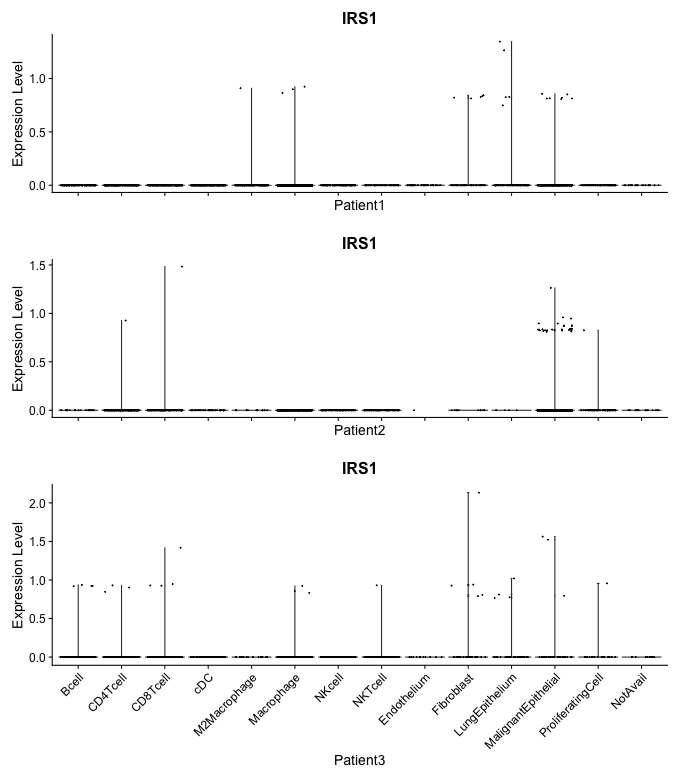 IRS1
Expression Level
1.0
0.5
0.0
Patient1
IRS1
Expression Level
1.5
1.0
0.5
0.0
Patient2
IRS1
Expression Level
2.0
1.5
1.0
0.5
0.0
Bcell
CD4Tcell
CD8Tcell
cDC
M2Macrophage
Macrophage
NKcell
NKTcell
Endothelium
Fibroblast
LungEpithelium
MalignantEpithelial
ProliferatingCell
NotAvail
Patient3